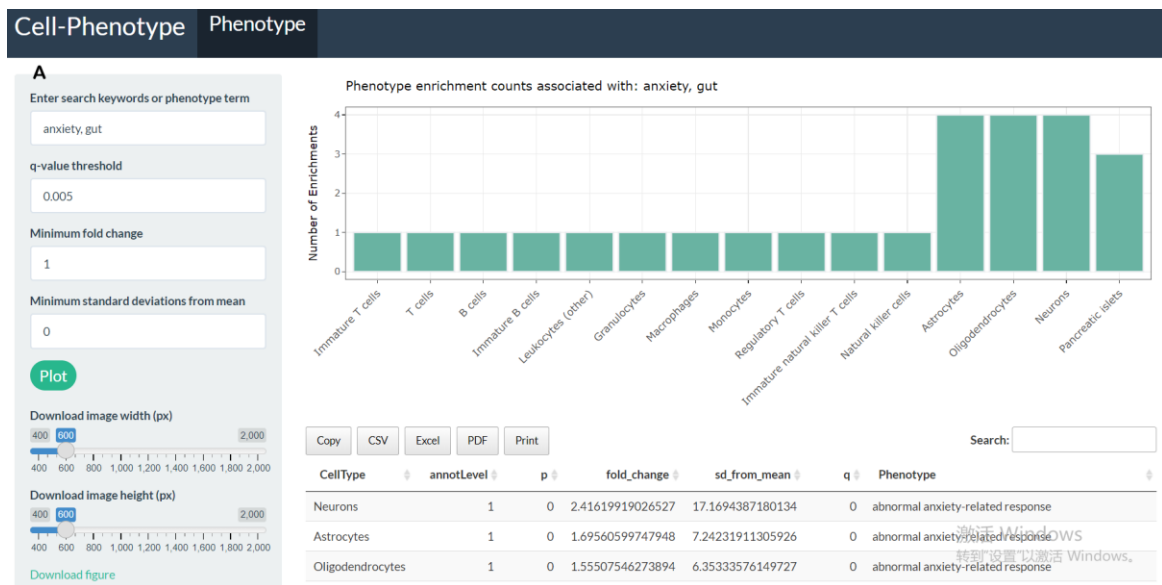 Cell-Phenotype Phenotype
A
Enter search keywords or phenotype term
anxiety, gut
q-value threshold
0.005
Minimum fold change
1
Minimum standard deviations from mean
0
Plot
Download image width (px)
400 600 2,000
400 600 800 1,000 1,200 1,400 1,600 1,800 2,000
Download image height (px)
400 600 2,000
400 600 800 1,000 1,200 1,400 1,600 1,800 2,000
Download figure
Phenotype enrichment counts associated with: anxiety, gut
Number of Enrichments
4
3
2
1
0
Immature T cells
T cells
B cells
Immature B cells
Leukocytes (other)
Granulocytes
Macrophages
Monocytes
Regulatory T cells
Immature natural killer T cells
Natural killer cells
Astrocytes
Oligodendrocytes
Neurons
Pancreatic islets
Copy CSV Excel PDF Print Search:
CellType annotLevel p fold_change sd_from_mean q Phenotype
Neurons 1 0 2.41619919026527 17.1694387180134 0 abnormal anxiety-related response
Astrocytes 1 0 1.69560599747948 7.24231911305926 0 abnormal anxiety-related response
Oligodendrocytes 1 0 1.55507546273894 6.35333576149727 0 abnormal anxiety-related response
激活 Windows
转到"设置"以激活 Windows。